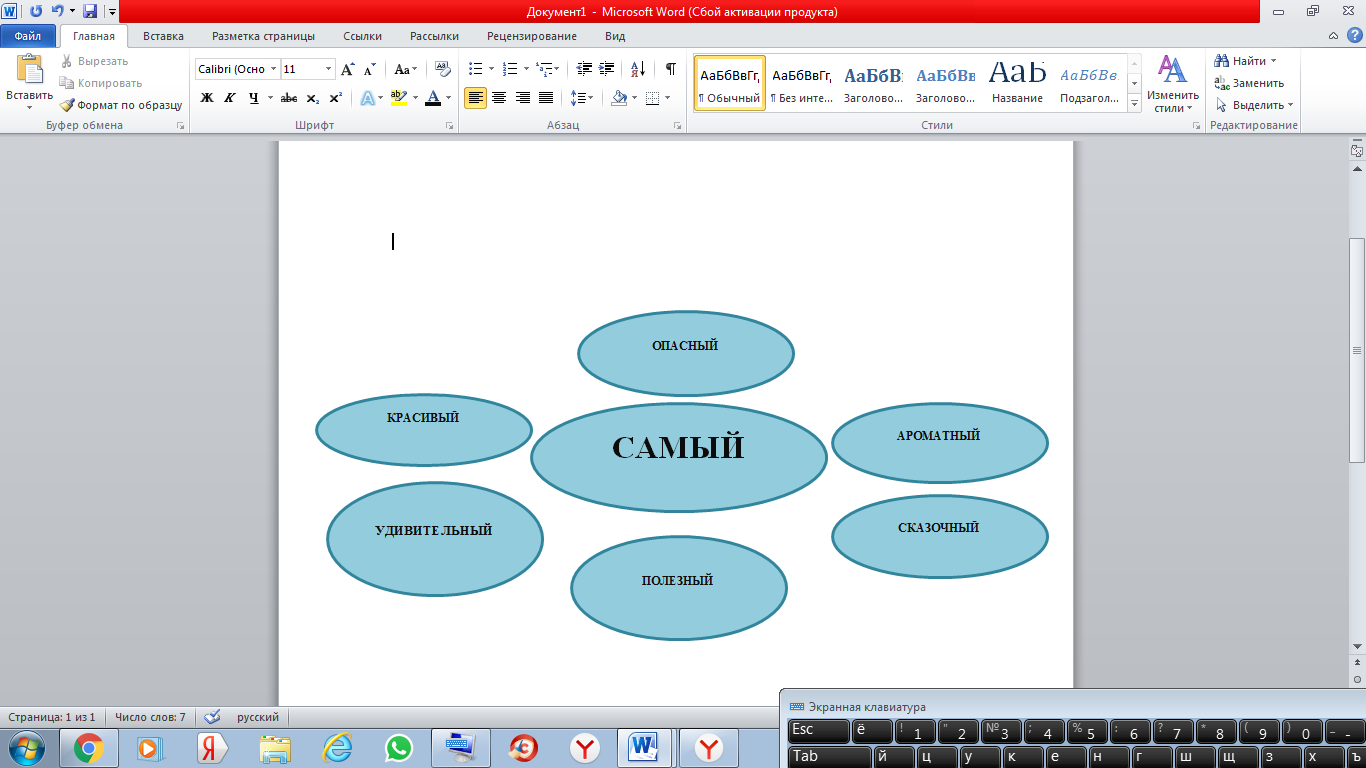 Документ1 - Microsoft Word (Сбой активации продукта)
Файл Главная Вставка Разметка страницы Ссылки Рассылки Рецензирование Вид
Вставить
Вырезать
Копировать
Формат по образцу
Буфер обмена
Calibri (Осно 11
Ж К Ч abc x₂ x²
Шрифт
Абзац
АаБбВвГг, АаБбВвГг, АаБбВ АаБбВв АаБ АаБбВв.
¶ Обычный ¶ Без инте... Заголово... Заголово... Название Подзагол...
Стили
Изменить
стили
Найти
Заменить
Выделить
Редактирование
ОПАСНЫЙ
КРАСИВЫЙ
САМЫЙ
АРОМАТНЫЙ
УДИВИТЕЛЬНЫЙ
СКАЗОЧНЫЙ
ПОЛЕЗНЫЙ
Страница: 1 из 1 Число слов: 7 русский
Экранная клавиатура
Esc ё ! 1 " 2 № 3 ; 4 % 5 : 6 ? 7 * 8 ( 9 ) 0 _ -
Tab й ц у к е н г ш щ з х ъ